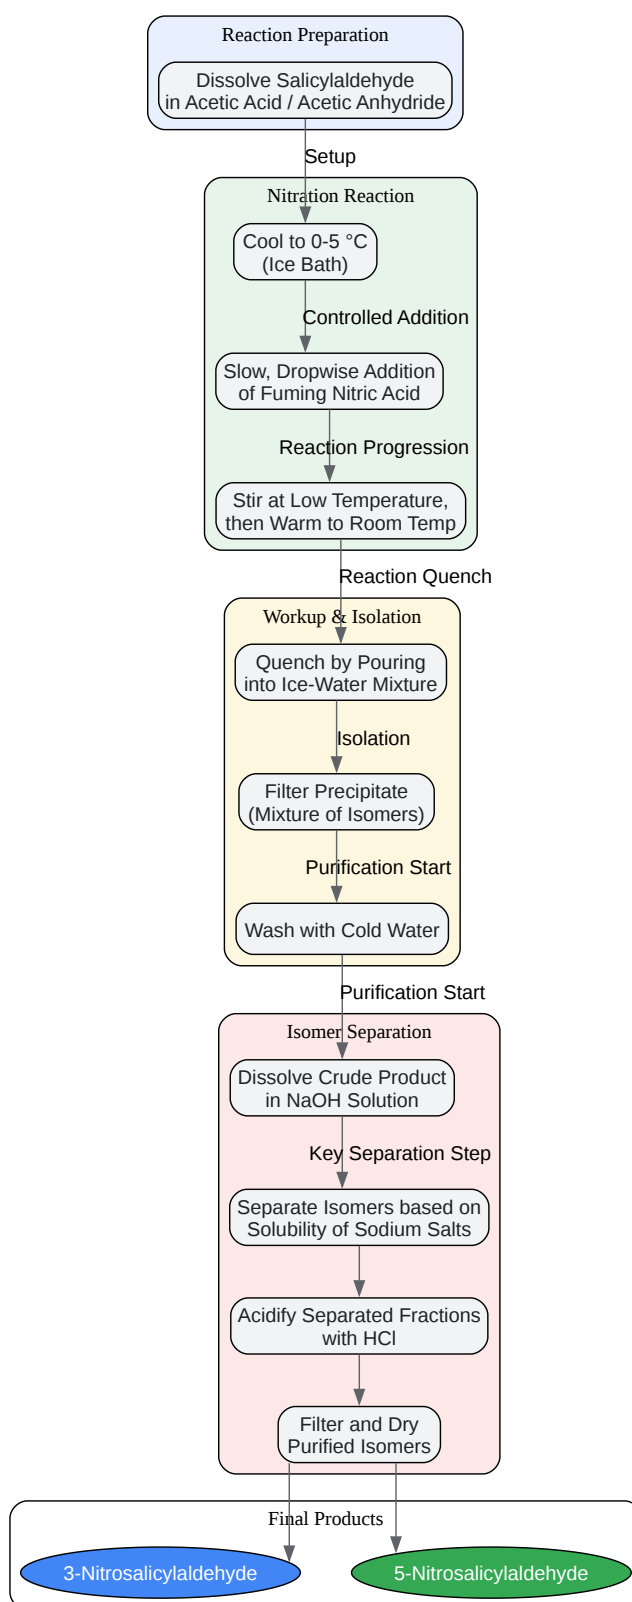 Reaction Preparation
Dissolve Salicylaldehyde
in Acetic Acid / Acetic Anhydride
Setup
Nitration Reaction
Cool to 0-5 °C
(Ice Bath)
Controlled Addition
Slow, Dropwise Addition
of Fuming Nitric Acid
Reaction Progression
Stir at Low Temperature,
then Warm to Room Temp
Reaction Quench
Workup & Isolation
Quench by Pouring
into Ice-Water Mixture
Isolation
Filter Precipitate
(Mixture of Isomers)
Purification Start
Wash with Cold Water
Purification Start
Isomer Separation
Dissolve Crude Product
in NaOH Solution
Key Separation Step
Separate Isomers based on
Solubility of Sodium Salts
Acidify Separated Fractions
with HCl
Filter and Dry
Purified Isomers
Final Products
3-Nitrosalicylaldehyde
5-Nitrosalicylaldehyde